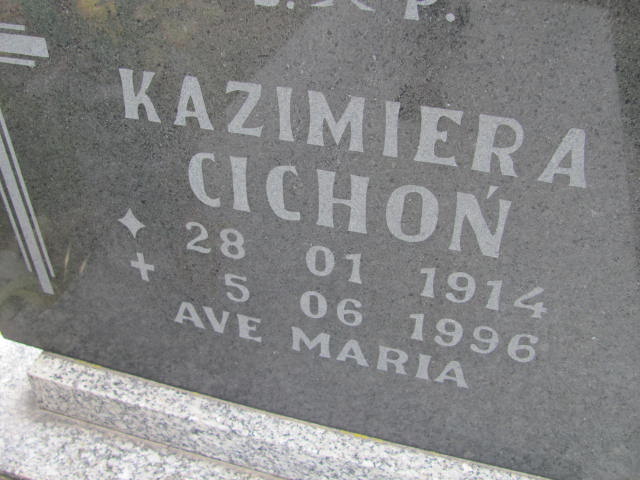 KAZIMIERA
CICHOŃ
28 01 1914
5 06 1996
AVE MARIA